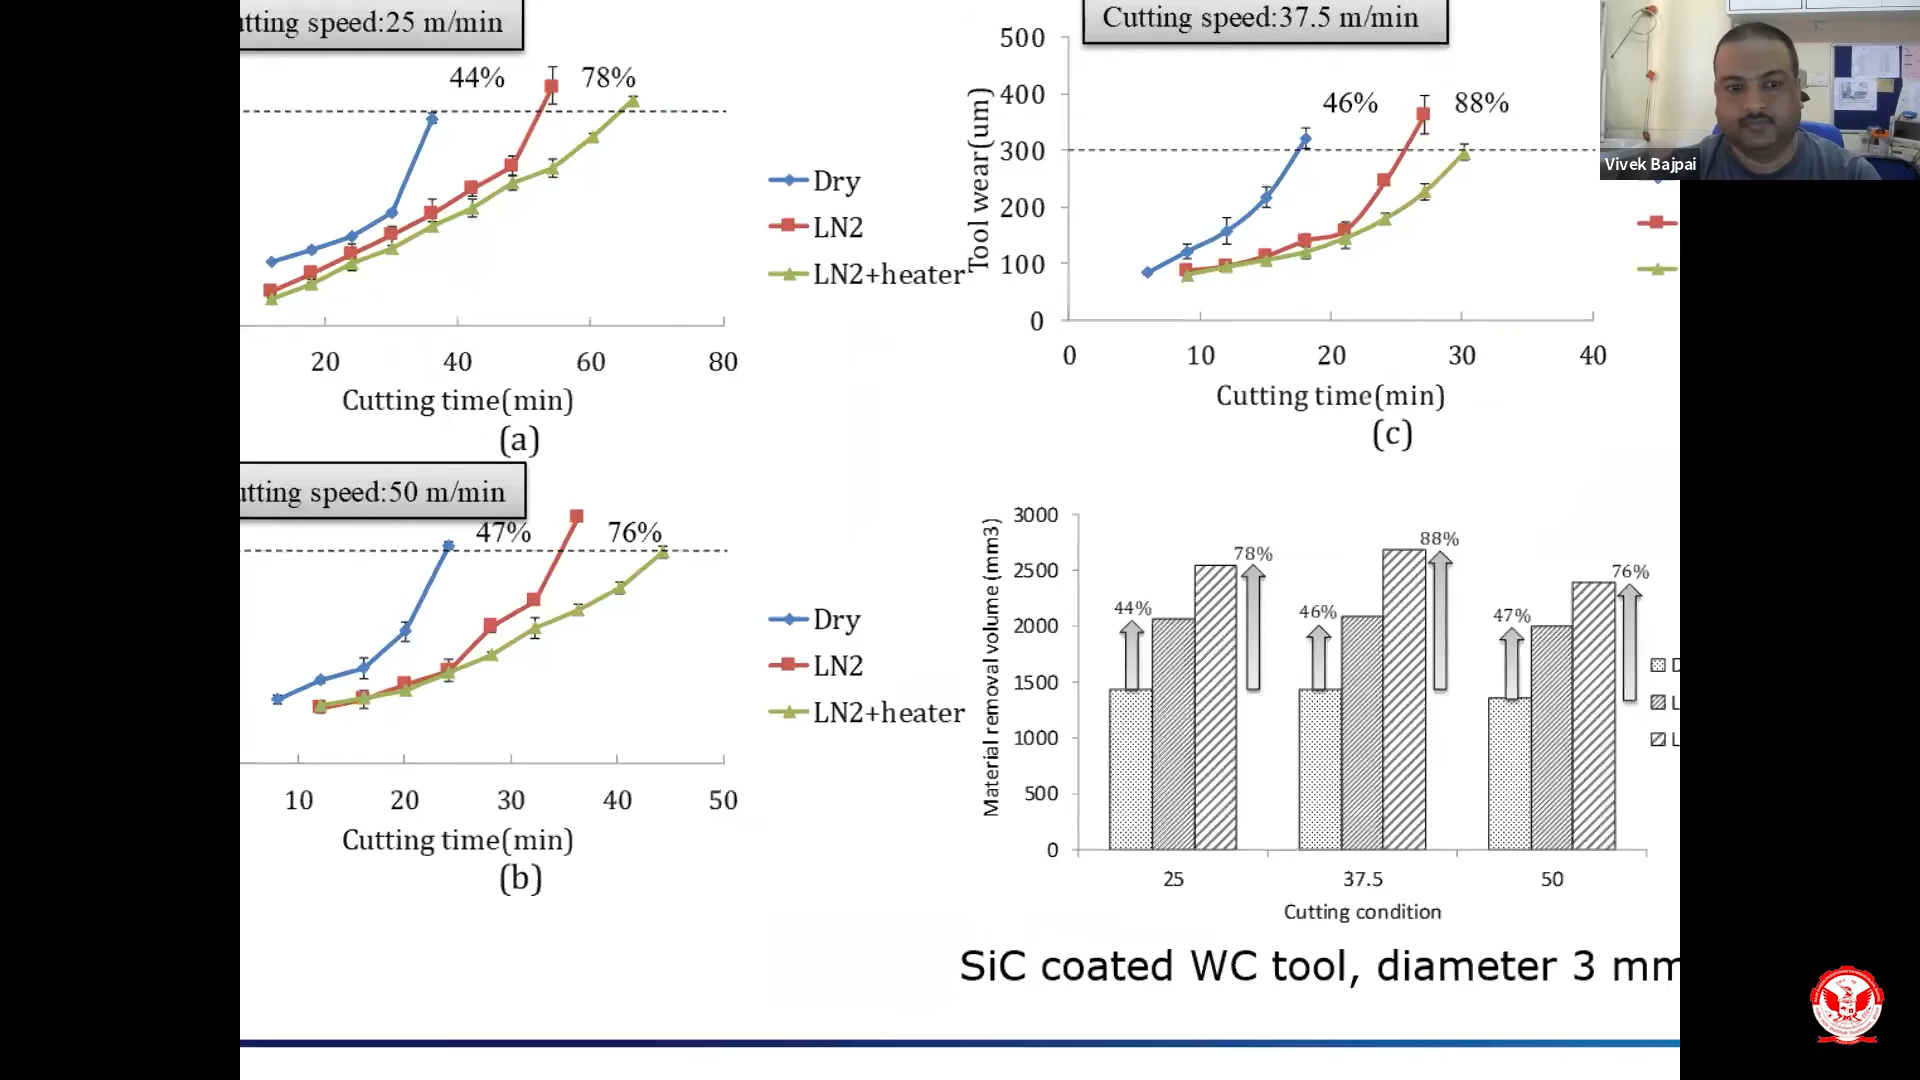 utting speed:25 m/min
44%
78%
Dry
LN2
LN2+heater
20
40
60
80
Cutting time(min)
(a)
Cutting speed:37.5 m/min
500
400
300
200
100
0
Tool wear(um)
46%
88%
0
10
20
30
40
Cutting time(min)
(c)
Vivek Bajpai
utting speed:50 m/min
47%
76%
Dry
LN2
LN2+heater
10
20
30
40
50
Cutting time(min)
(b)
Material removal volume (mm3)
3000
2500
2000
1500
1000
500
0
44%
78%
46%
88%
47%
76%
D
L
L
25
37.5
50
Cutting condition
SiC coated WC tool, diameter 3 mm